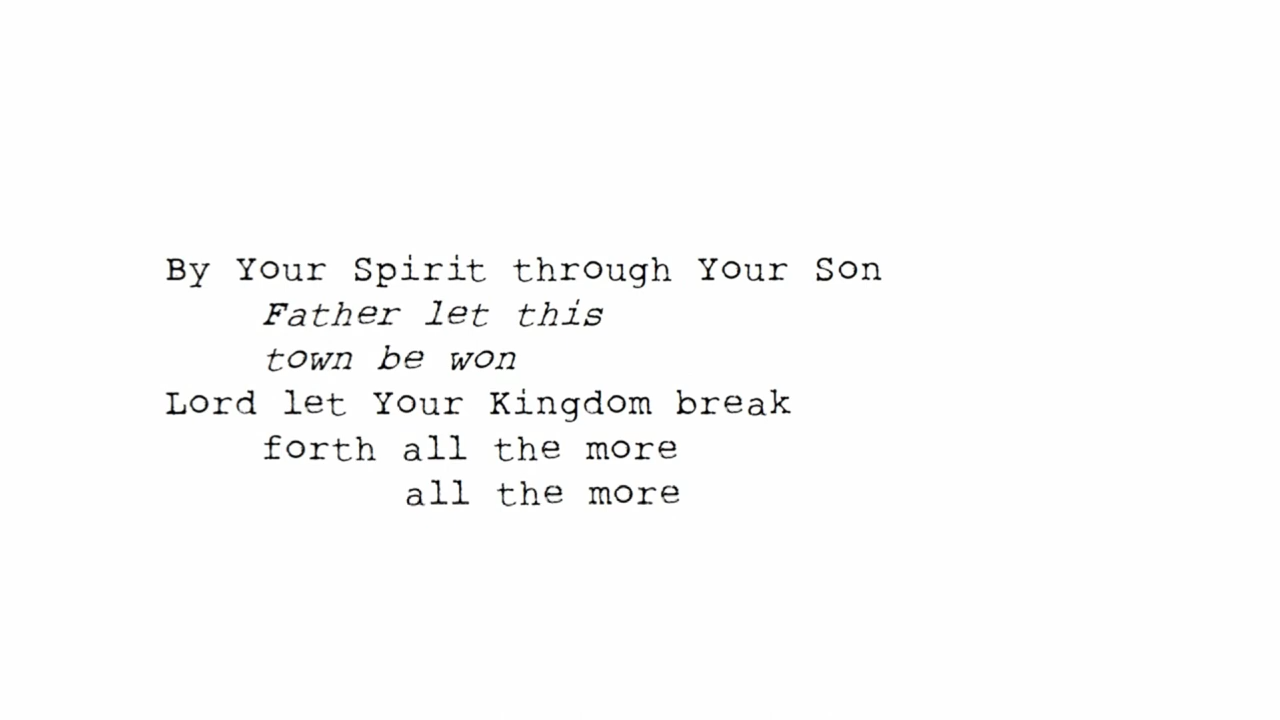 By Your Spirit through Your Son
Father let this
town be won
Lord let Your Kingdom break
forth all the more
all the more